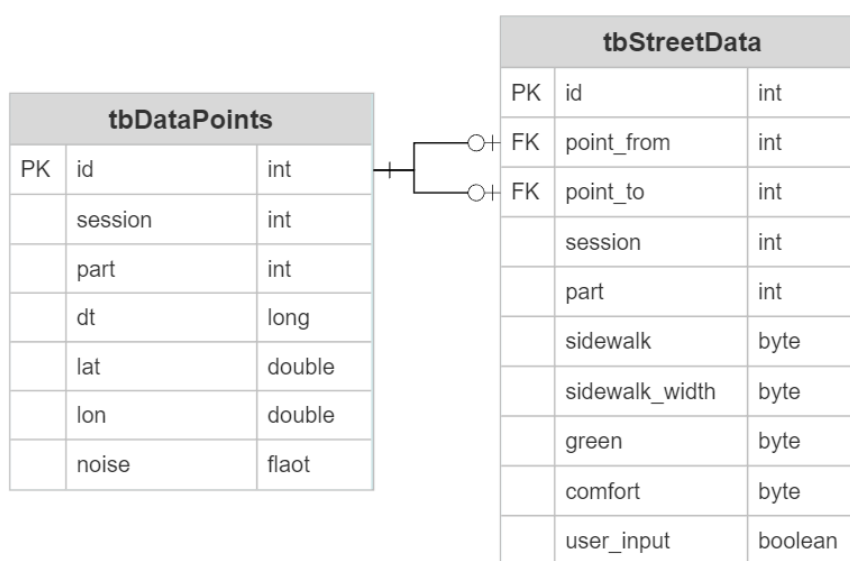 tbDataPoints
PK id int
session int
part int
dt long
lat double
lon double
noise flaot
tbStreetData
PK id int
FK point_from int
FK point_to int
session int
part int
sidewalk byte
sidewalk_width byte
green byte
comfort byte
user_input boolean